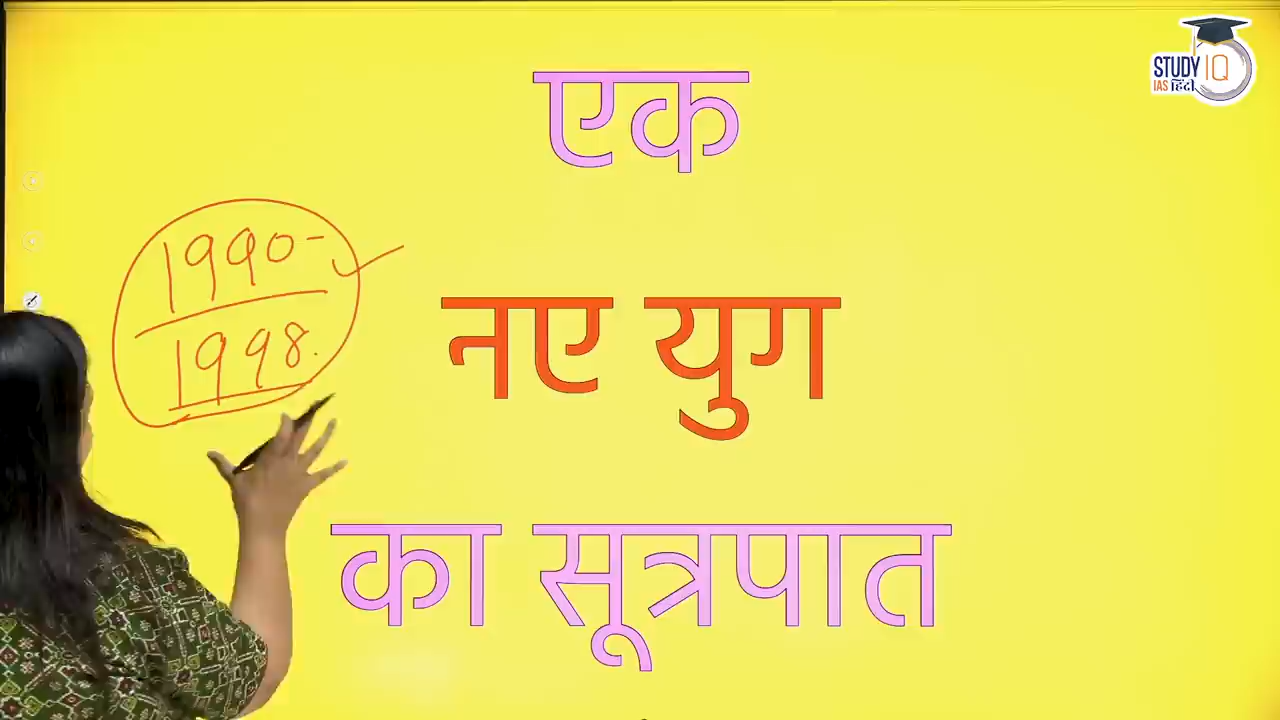 एक
STUDY IQ
IAS हिंदी
1990-
1998.
नए युग
का सूत्रपात